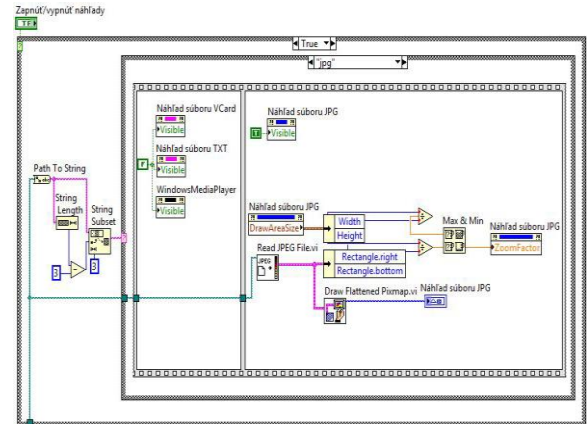 Zapnúť/vypnúť náhľady
TF
True
"jpg"
Náhľad súboru VCard
Visible
Náhľad súboru TXT
Visible
WindowsMediaPlayer
Visible
F
Náhľad súboru JPG
Visible
T
Path To String
String
Length
String
Subset
3
3
Náhľad súboru JPG
DrawAreaSize
Width
Height
Read JPEG File.vi
JPEG
Rectangle.right
Rectangle.bottom
Max & Min
Náhľad súboru JPG
ZoomFactor
Draw Flattened Pixmap.vi
Náhľad súboru JPG